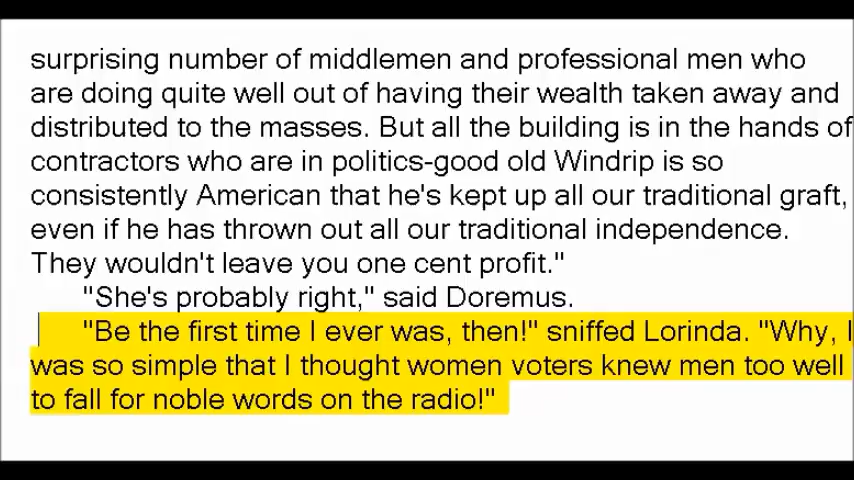 surprising number of middlemen and professional men who
are doing quite well out of having their wealth taken away and
distributed to the masses. But all the building is in the hands of
contractors who are in politics-good old Windrip is so
consistently American that he's kept up all our traditional graft,
even if he has thrown out all our traditional independence.
They wouldn't leave you one cent profit."
"She's probably right," said Doremus.
"Be the first time I ever was, then!" sniffed Lorinda. "Why, I
was so simple that I thought women voters knew men too well
to fall for noble words on the radio!"